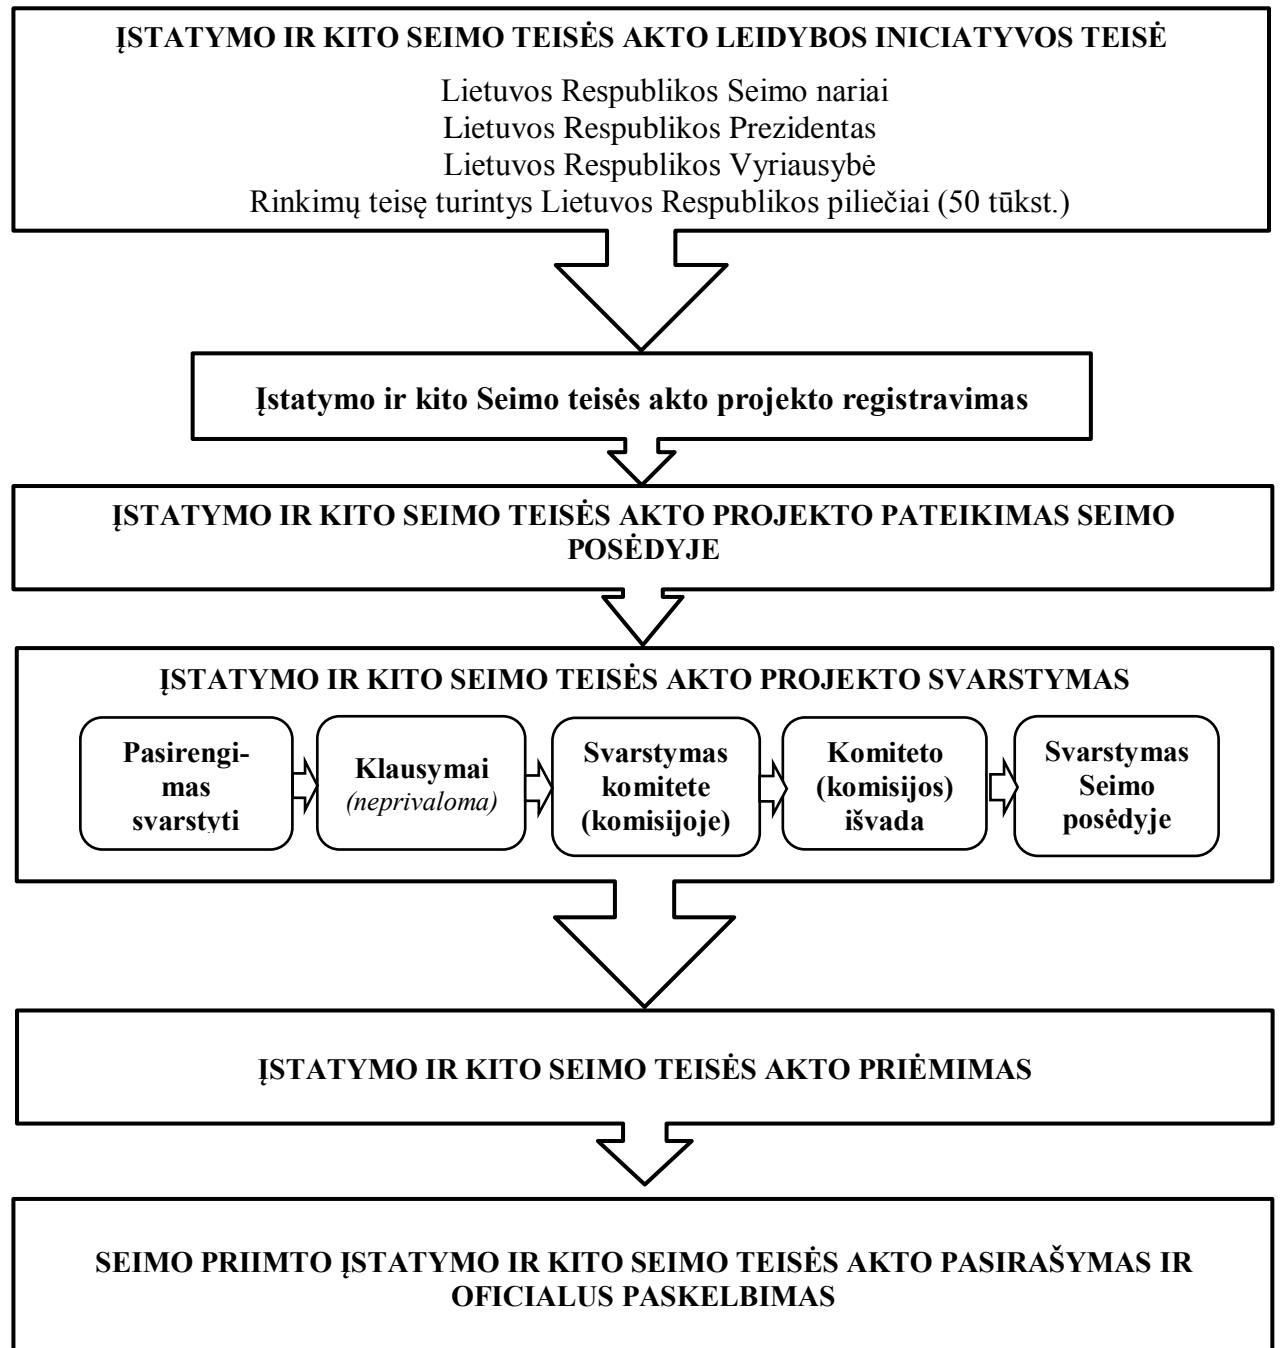 ĮSTATYMO IR KITO SEIMO TEISĖS AKTO LEIDYBOS INICIATYVOS TEISĖ
Lietuvos Respublikos Seimo nariai
Lietuvos Respublikos Prezidentas
Lietuvos Respublikos Vyriausybė
Rinkimų teisę turintys Lietuvos Respublikos piliečiai (50 tūkst.)
Įstatymo ir kito Seimo teisės akto projekto registravimas
ĮSTATYMO IR KITO SEIMO TEISĖS AKTO PROJEKTO PATEIKIMAS SEIMO
POSĖDYJE
ĮSTATYMO IR KITO SEIMO TEISĖS AKTO PROJEKTO SVARSTYMAS
Pasirengi-
mas
svarstyti
Klausymai
(neprivaloma)
Svarstymas
komitete
(komisijoje)
Komiteto
(komisijos)
išvada
Svarstymas
Seimo
posėdyje
ĮSTATYMO IR KITO SEIMO TEISĖS AKTO PRIĖMIMAS
SEIMO PRIIMTO ĮSTATYMO IR KITO SEIMO TEISĖS AKTO PASIRAŠYMAS IR
OFICIALUS PASKELBIMAS